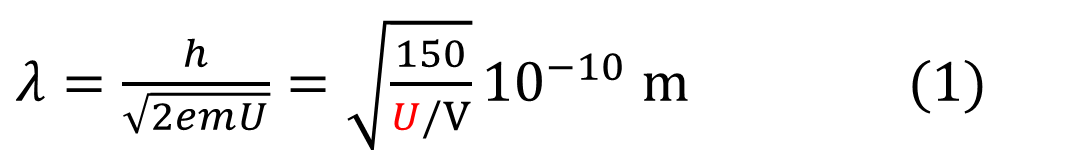 λ = h/√(2emU) = √(150/(U/V)) 10⁻¹⁰ m (1)